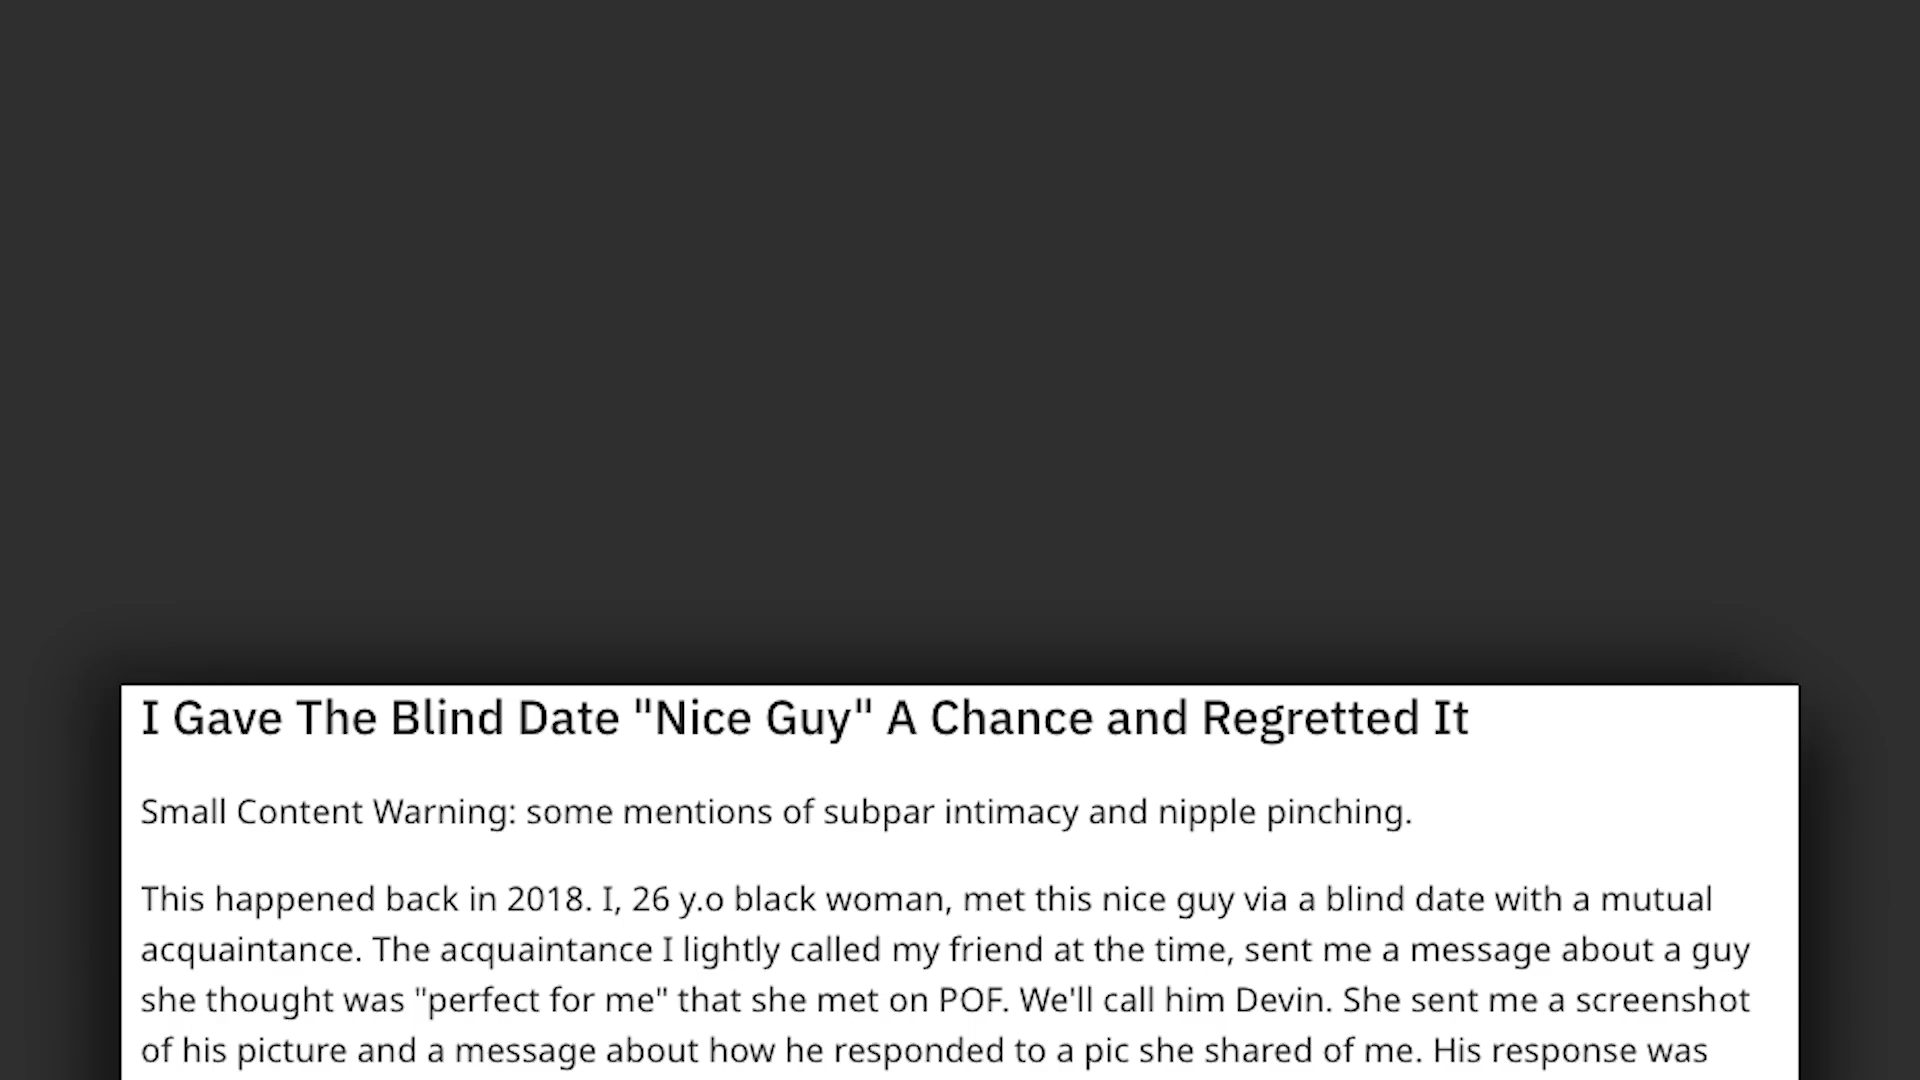 I Gave The Blind Date "Nice Guy" A Chance and Regretted It
Small Content Warning: some mentions of subpar intimacy and nipple pinching.
This happened back in 2018. I, 26 y.o black woman, met this nice guy via a blind date with a mutual
acquaintance. The acquaintance I lightly called my friend at the time, sent me a message about a guy
she thought was "perfect for me" that she met on POF. We'll call him Devin. She sent me a screenshot
of his picture and a message about how he responded to a pic she shared of me. His response was